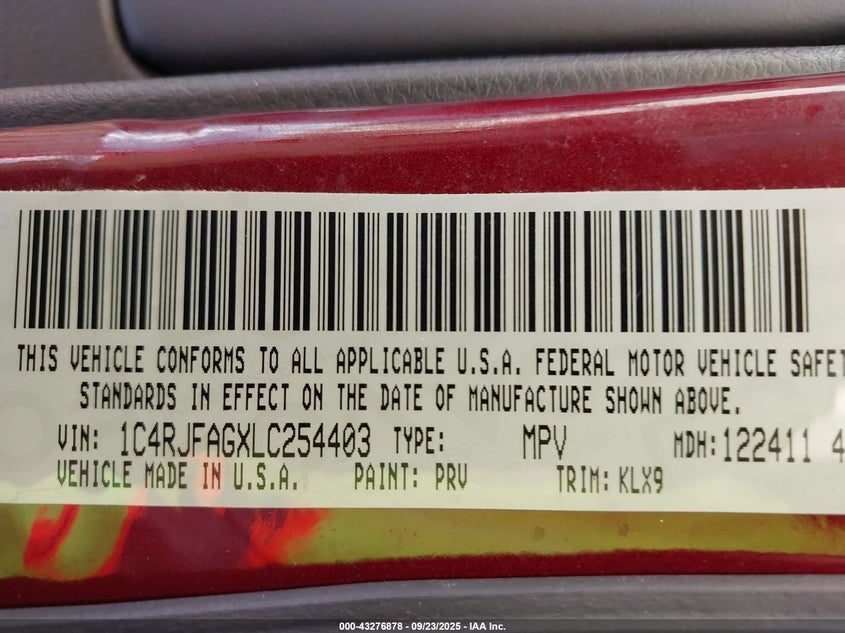 THIS VEHICLE CONFORMS TO ALL APPLICABLE U.S.A. FEDERAL MOTOR VEHICLE SAFET
STANDARDS IN EFFECT ON THE DATE OF MANUFACTURE SHOWN ABOVE.
VIN: 1C4RJFAGXLC254403 TYPE: MPV MDH:122411 4
VEHICLE MADE IN U.S.A. PAINT: PRV TRIM: KLX9
000-43276878 - 09/23/2025 - IAA Inc.